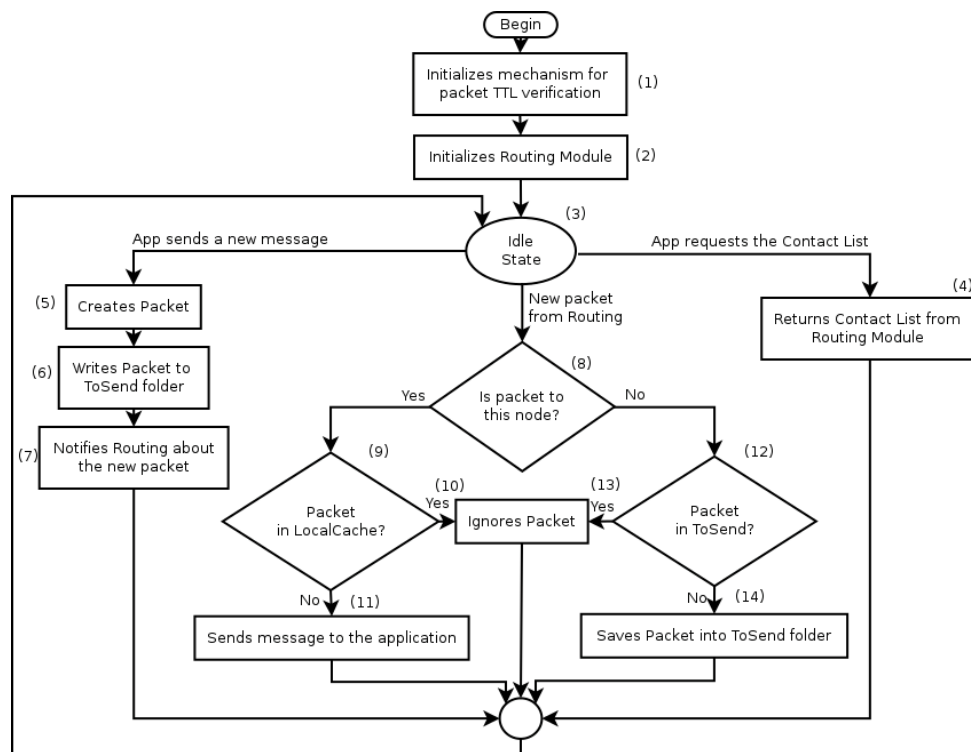 Begin
Initializes mechanism for
packet TTL verification
(1)
Initializes Routing Module
(2)
(3)
Idle
State
App sends a new message
App requests the Contact List
(5)
Creates Packet
New packet
from Routing
(4)
Returns Contact List from
Routing Module
(6)
Writes Packet to
ToSend folder
(8)
Is packet to
this node?
Yes
No
(7)
Notifies Routing about
the new packet
(9)
Packet
in LocalCache?
(10)
Yes
Ignores Packet
(13)
Yes
(12)
Packet
in ToSend?
No
(11)
Sends message to the application
No
(14)
Saves Packet into ToSend folder